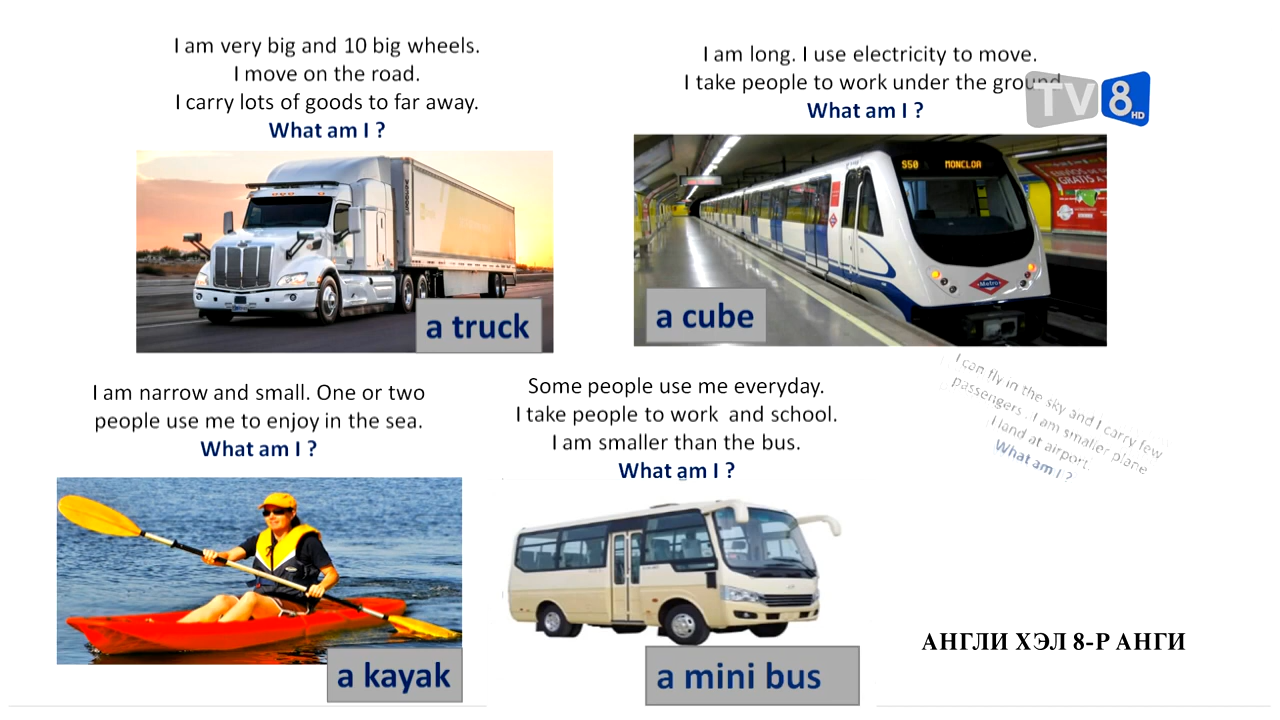 I am very big and 10 big wheels.
I move on the road.
I carry lots of goods to far away.
What am I ?
a truck
I am long. I use electricity to move.
I take people to work under the ground
What am I ?
TV8 HD
S50 MONCLOA
GRATIS
Metro
a cube
I am narrow and small. One or two
people use me to enjoy in the sea.
What am I ?
a kayak
Some people use me everyday.
I take people to work and school.
I am smaller than the bus.
What am I ?
a mini bus
I can fly in the sky and I carry few
passengers . I am smaller plane
I land at airport.
What am I ?
АНГЛИ ХЭЛ 8-Р АНГИ